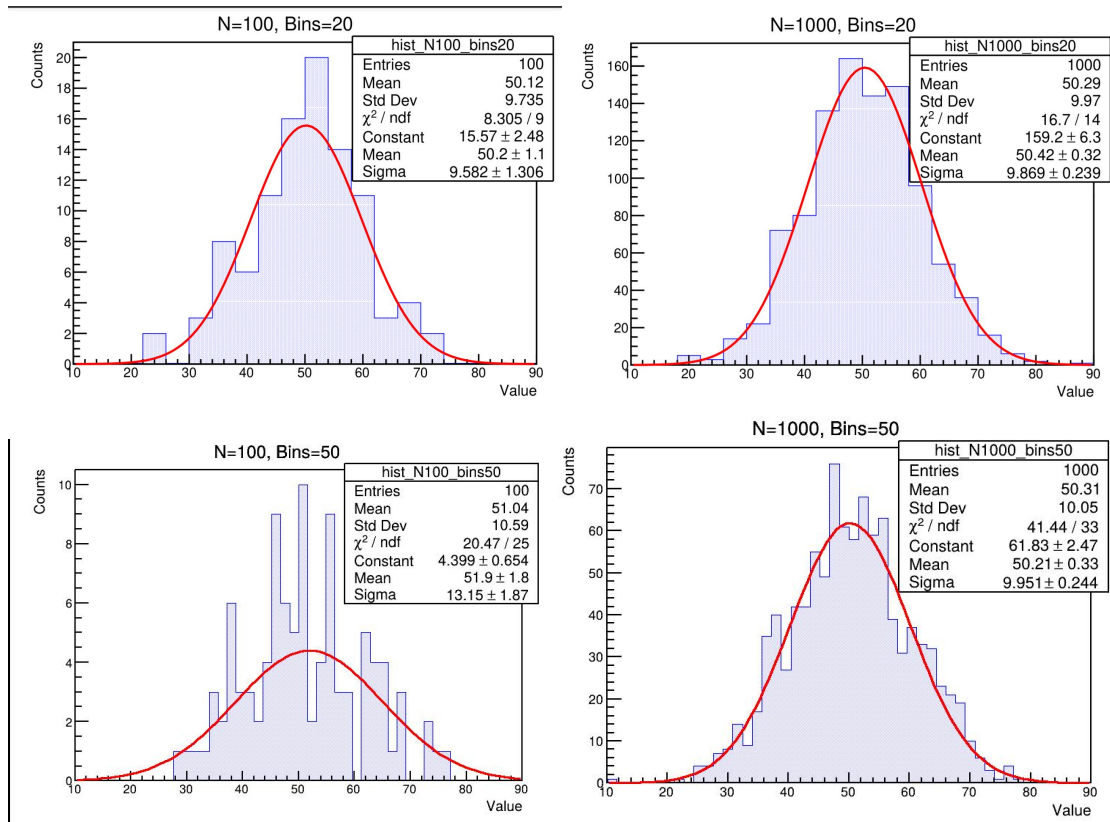 N=100, Bins=20
hist_N100_bins20
Entries 100
Mean 50.12
Std Dev 9.735
χ² / ndf 8.305 / 9
Constant 15.57 ± 2.48
Mean 50.2 ± 1.1
Sigma 9.582 ± 1.306
Counts
20
18
16
14
12
10
8
6
4
2
0
10 20 30 40 50 60 70 80 90
Value
N=1000, Bins=20
hist_N1000_bins20
Entries 1000
Mean 50.29
Std Dev 9.97
χ² / ndf 16.7 / 14
Constant 159.2 ± 6.3
Mean 50.42 ± 0.32
Sigma 9.869 ± 0.239
Counts
160
140
120
100
80
60
40
20
0
10 20 30 40 50 60 70 80 90
Value
N=100, Bins=50
hist_N100_bins50
Entries 100
Mean 51.04
Std Dev 10.59
χ² / ndf 20.47 / 25
Constant 4.399 ± 0.654
Mean 51.9 ± 1.8
Sigma 13.15 ± 1.87
Counts
10
8
6
4
2
0
10 20 30 40 50 60 70 80 90
Value
N=1000, Bins=50
hist_N1000_bins50
Entries 1000
Mean 50.31
Std Dev 10.05
χ² / ndf 41.44 / 33
Constant 61.83 ± 2.47
Mean 50.21 ± 0.33
Sigma 9.951 ± 0.244
Counts
70
60
50
40
30
20
10
0
10 20 30 40 50 60 70 80 90
Value